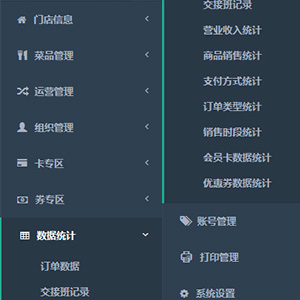 门店信息
菜品管理
运营管理
组织管理
卡专区
券专区
数据统计
订单数据
交接班记录
交接班记录
营业收入统计
商品销售统计
支付方式统计
订单类型统计
销售时段统计
会员卡数据统计
优惠券数据统计
账号管理
打印管理
系统设置